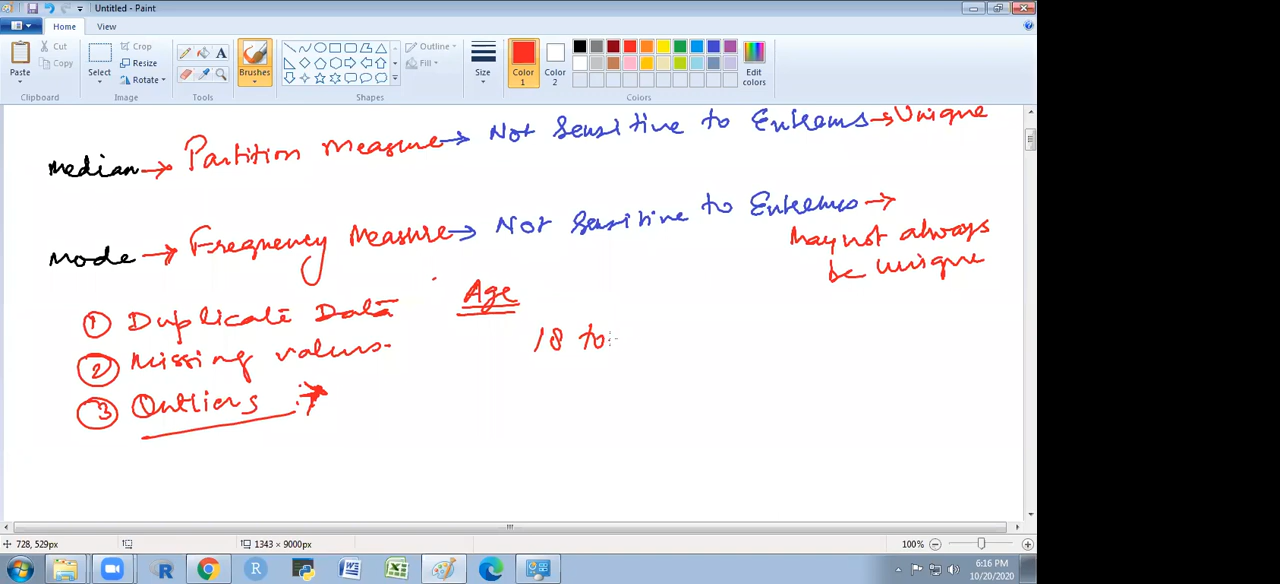 Untitled - Paint
Home View
Paste
Cut
Copy
Clipboard
Select
Crop
Resize
Rotate
Image
A
Tools
Brushes
Outline
Fill
Shapes
Size
Color 1
Color 2
Edit colors
Colors
Median → Partition Measure → Not Sensitive to Extrems → Unique
Mode → Frequency Measure → Not Sensitive to Extrems →
May not always
be unique
① Duplicate Data
② Missing values
③ Outliers
Age
18 to
728, 529px
1343 × 9000px
100%
6:16 PM
10/20/2020